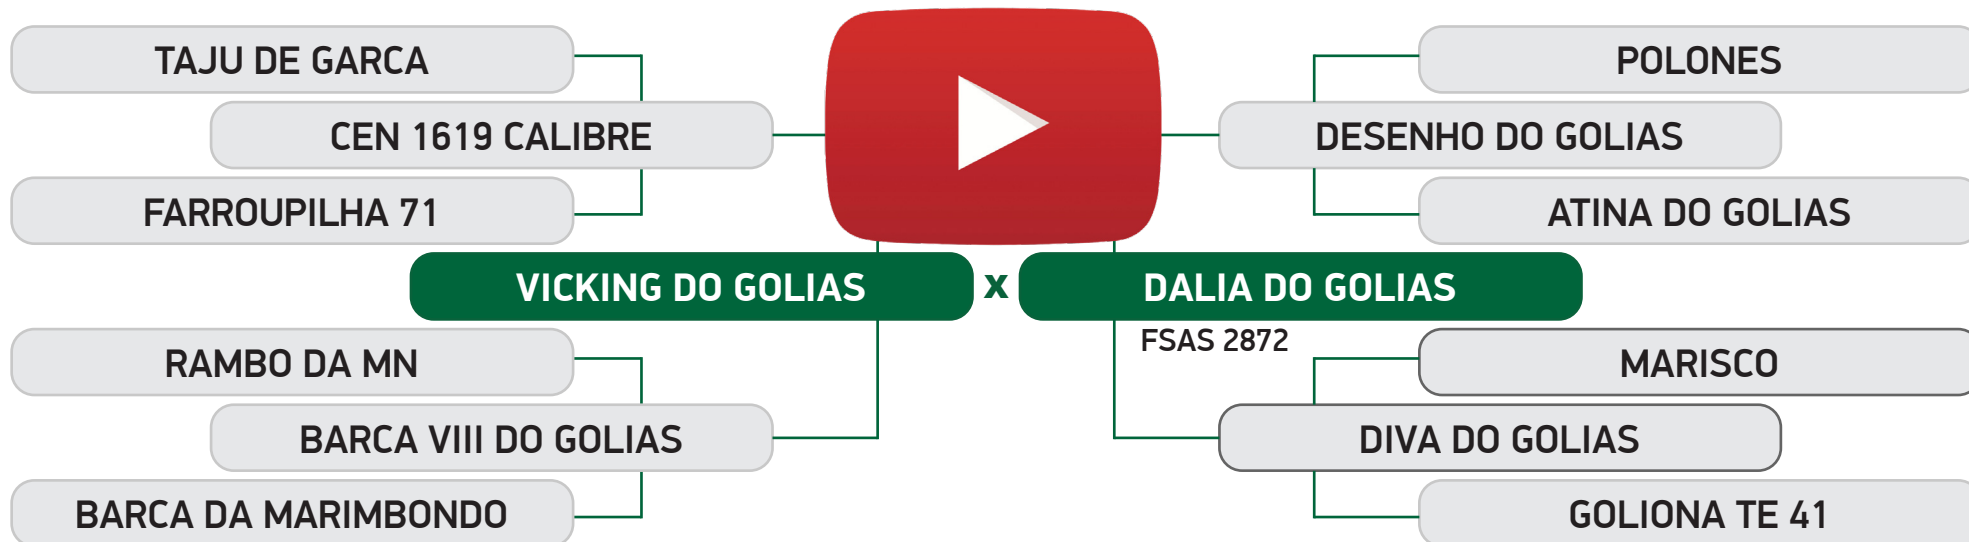 TAJU DE GARCA
POLONES
CEN 1619 CALIBRE
DESENHO DO GOLIAS
FARROUPILHA 71
ATINA DO GOLIAS
VICKING DO GOLIAS x DALIA DO GOLIAS
FSAS 2872
RAMBO DA MN
MARISCO
BARCA VIII DO GOLIAS
DIVA DO GOLIAS
BARCA DA MARIMBONDO
GOLIONA TE 41